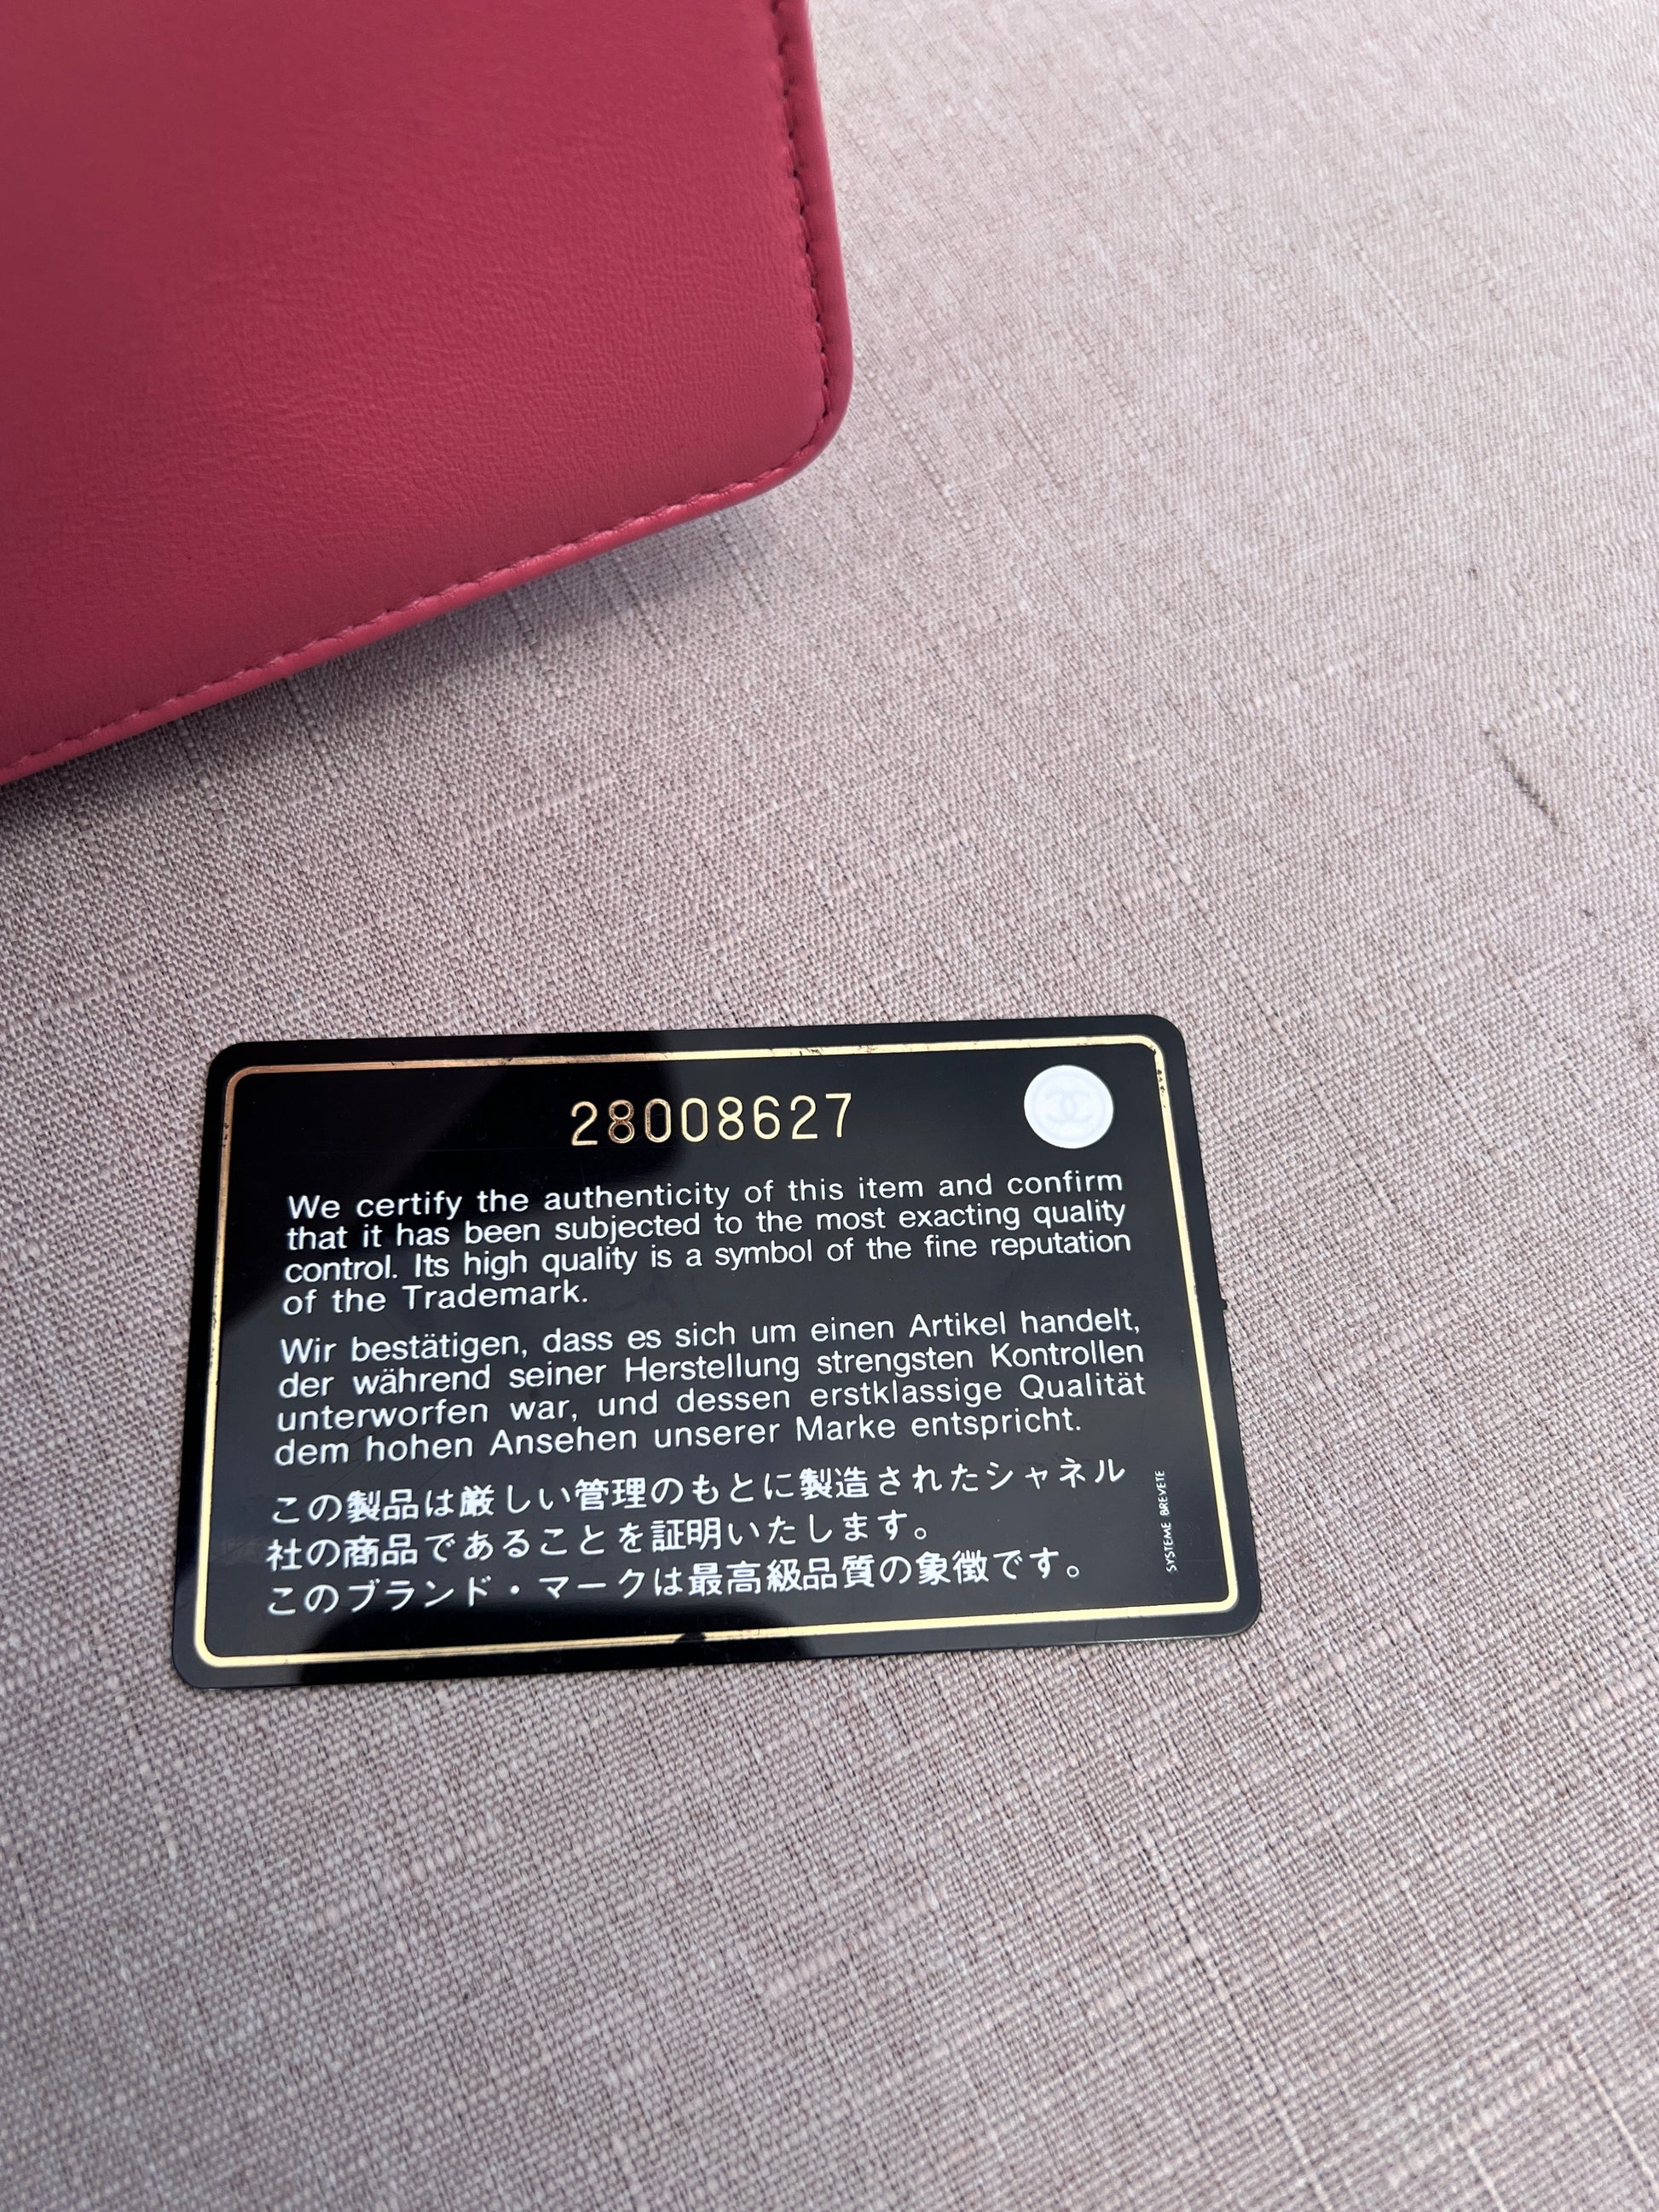 28008627
We certify the authenticity of this item and confirm
that it has been subjected to the most exacting quality
control. Its high quality is a symbol of the fine reputation
of the Trademark.
Wir bestätigen, dass es sich um einen Artikel handelt,
der während seiner Herstellung strengsten Kontrollen
unterworfen war, und dessen erstklassige Qualität
dem hohen Ansehen unserer Marke entspricht.
この製品は厳しい管理のもとに製造されたシャネル
社の商品であることを証明いたします。
このブランド・マークは最高級品質の象徴です。
SYSTEME BREVETE